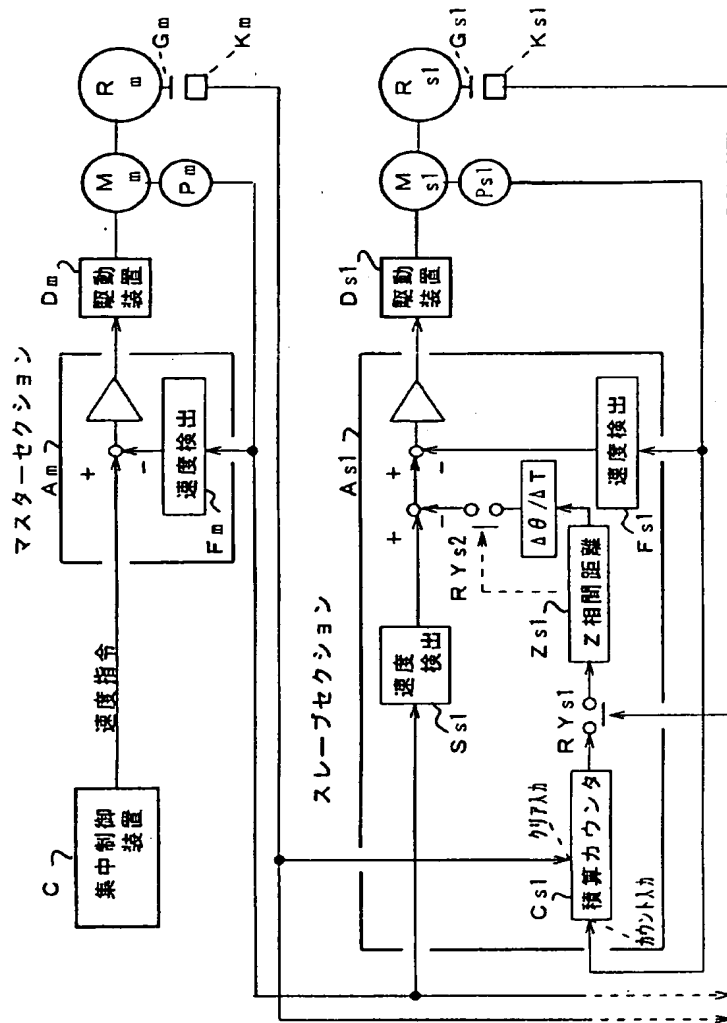 マスターセクション
C
集中制御
装置
速度指令
Am
+
-
速度検出
Fm
Dm
駆動
装置
M
m
Pm
R
m
Gm
Km
スレーブセクション
As1
速度
検出
Ss1
+
-
+
-
RYs2
Δθ/ΔT
Z相間距離
Zs1
速度検出
Fs1
RYs1
クリア入力
積算カウンタ
Cs1
カウント入力
Ds1
駆動
装置
M
s1
Ps1
R
s1
Gs1
Ks1